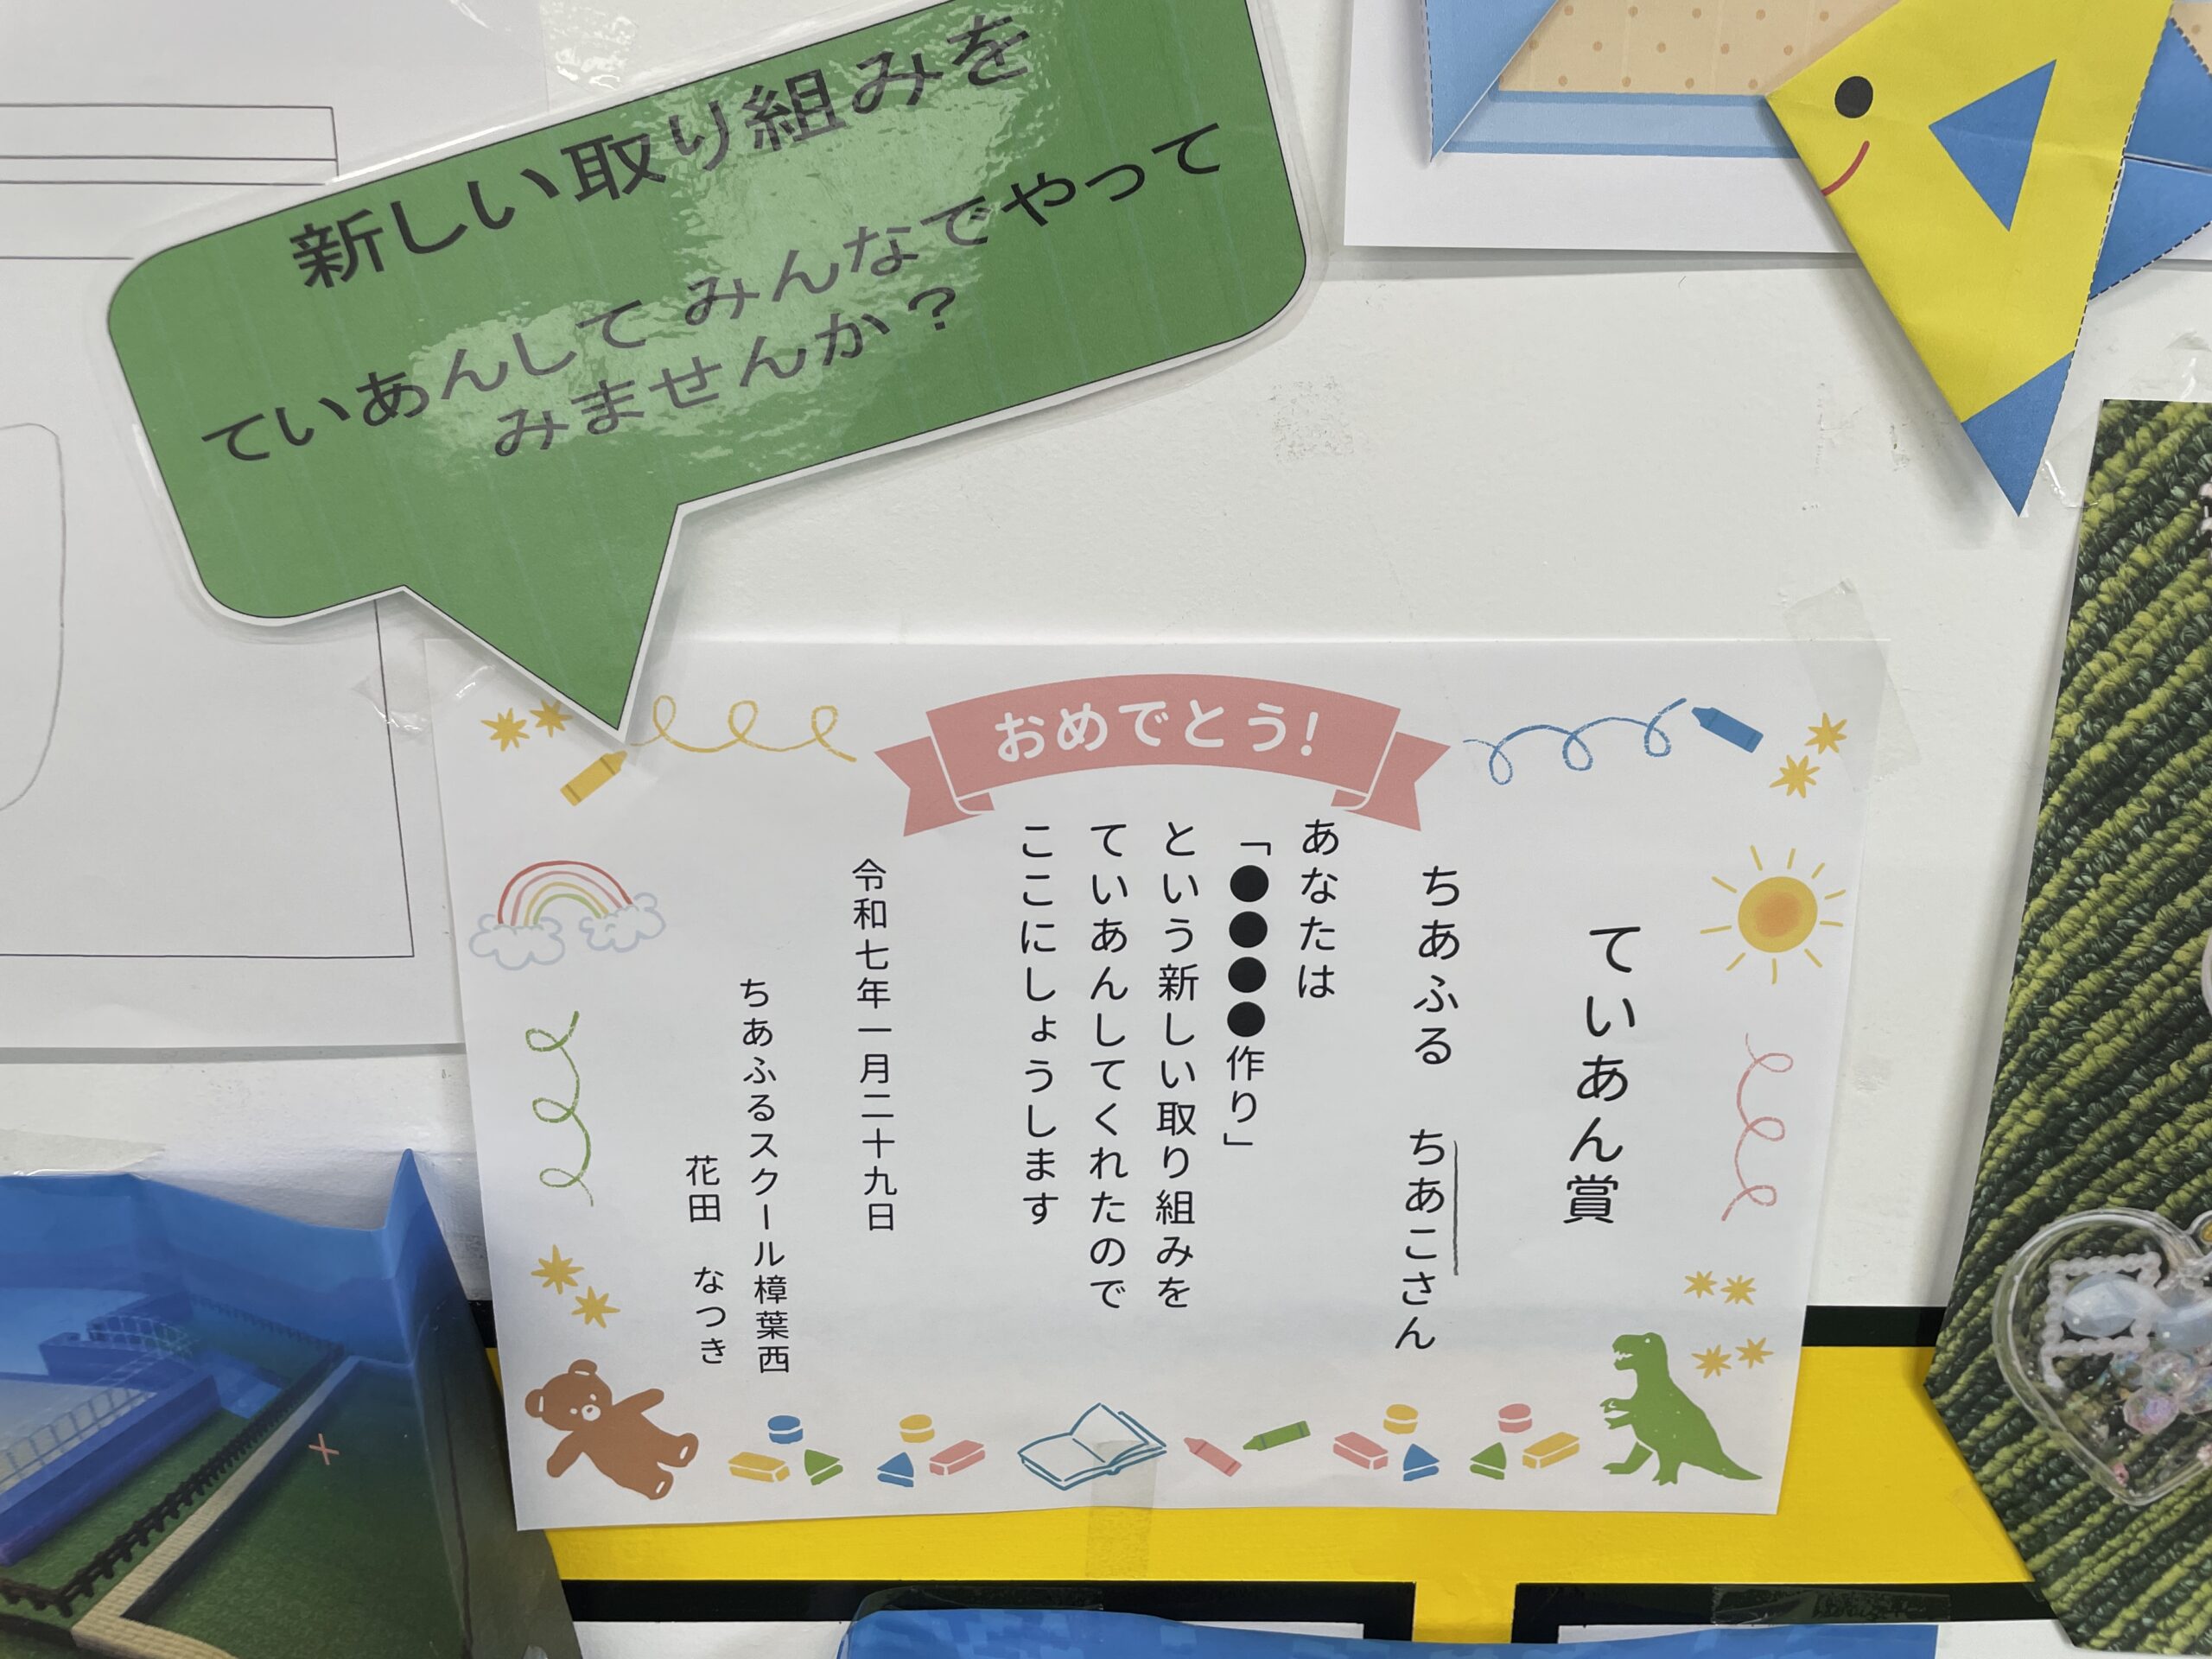 新しい取り組みを
ていあんして みんなでやって
みませんか？
おめでとう!
ていあん賞
ちあふる　ちあこさん
あなたは
「●●●●作り」
という新しい取り組みを
ていあんしてくれたので
ここにしょうします
令和七年一月二十九日
ちあふるスクール樟葉西
花田　なつき